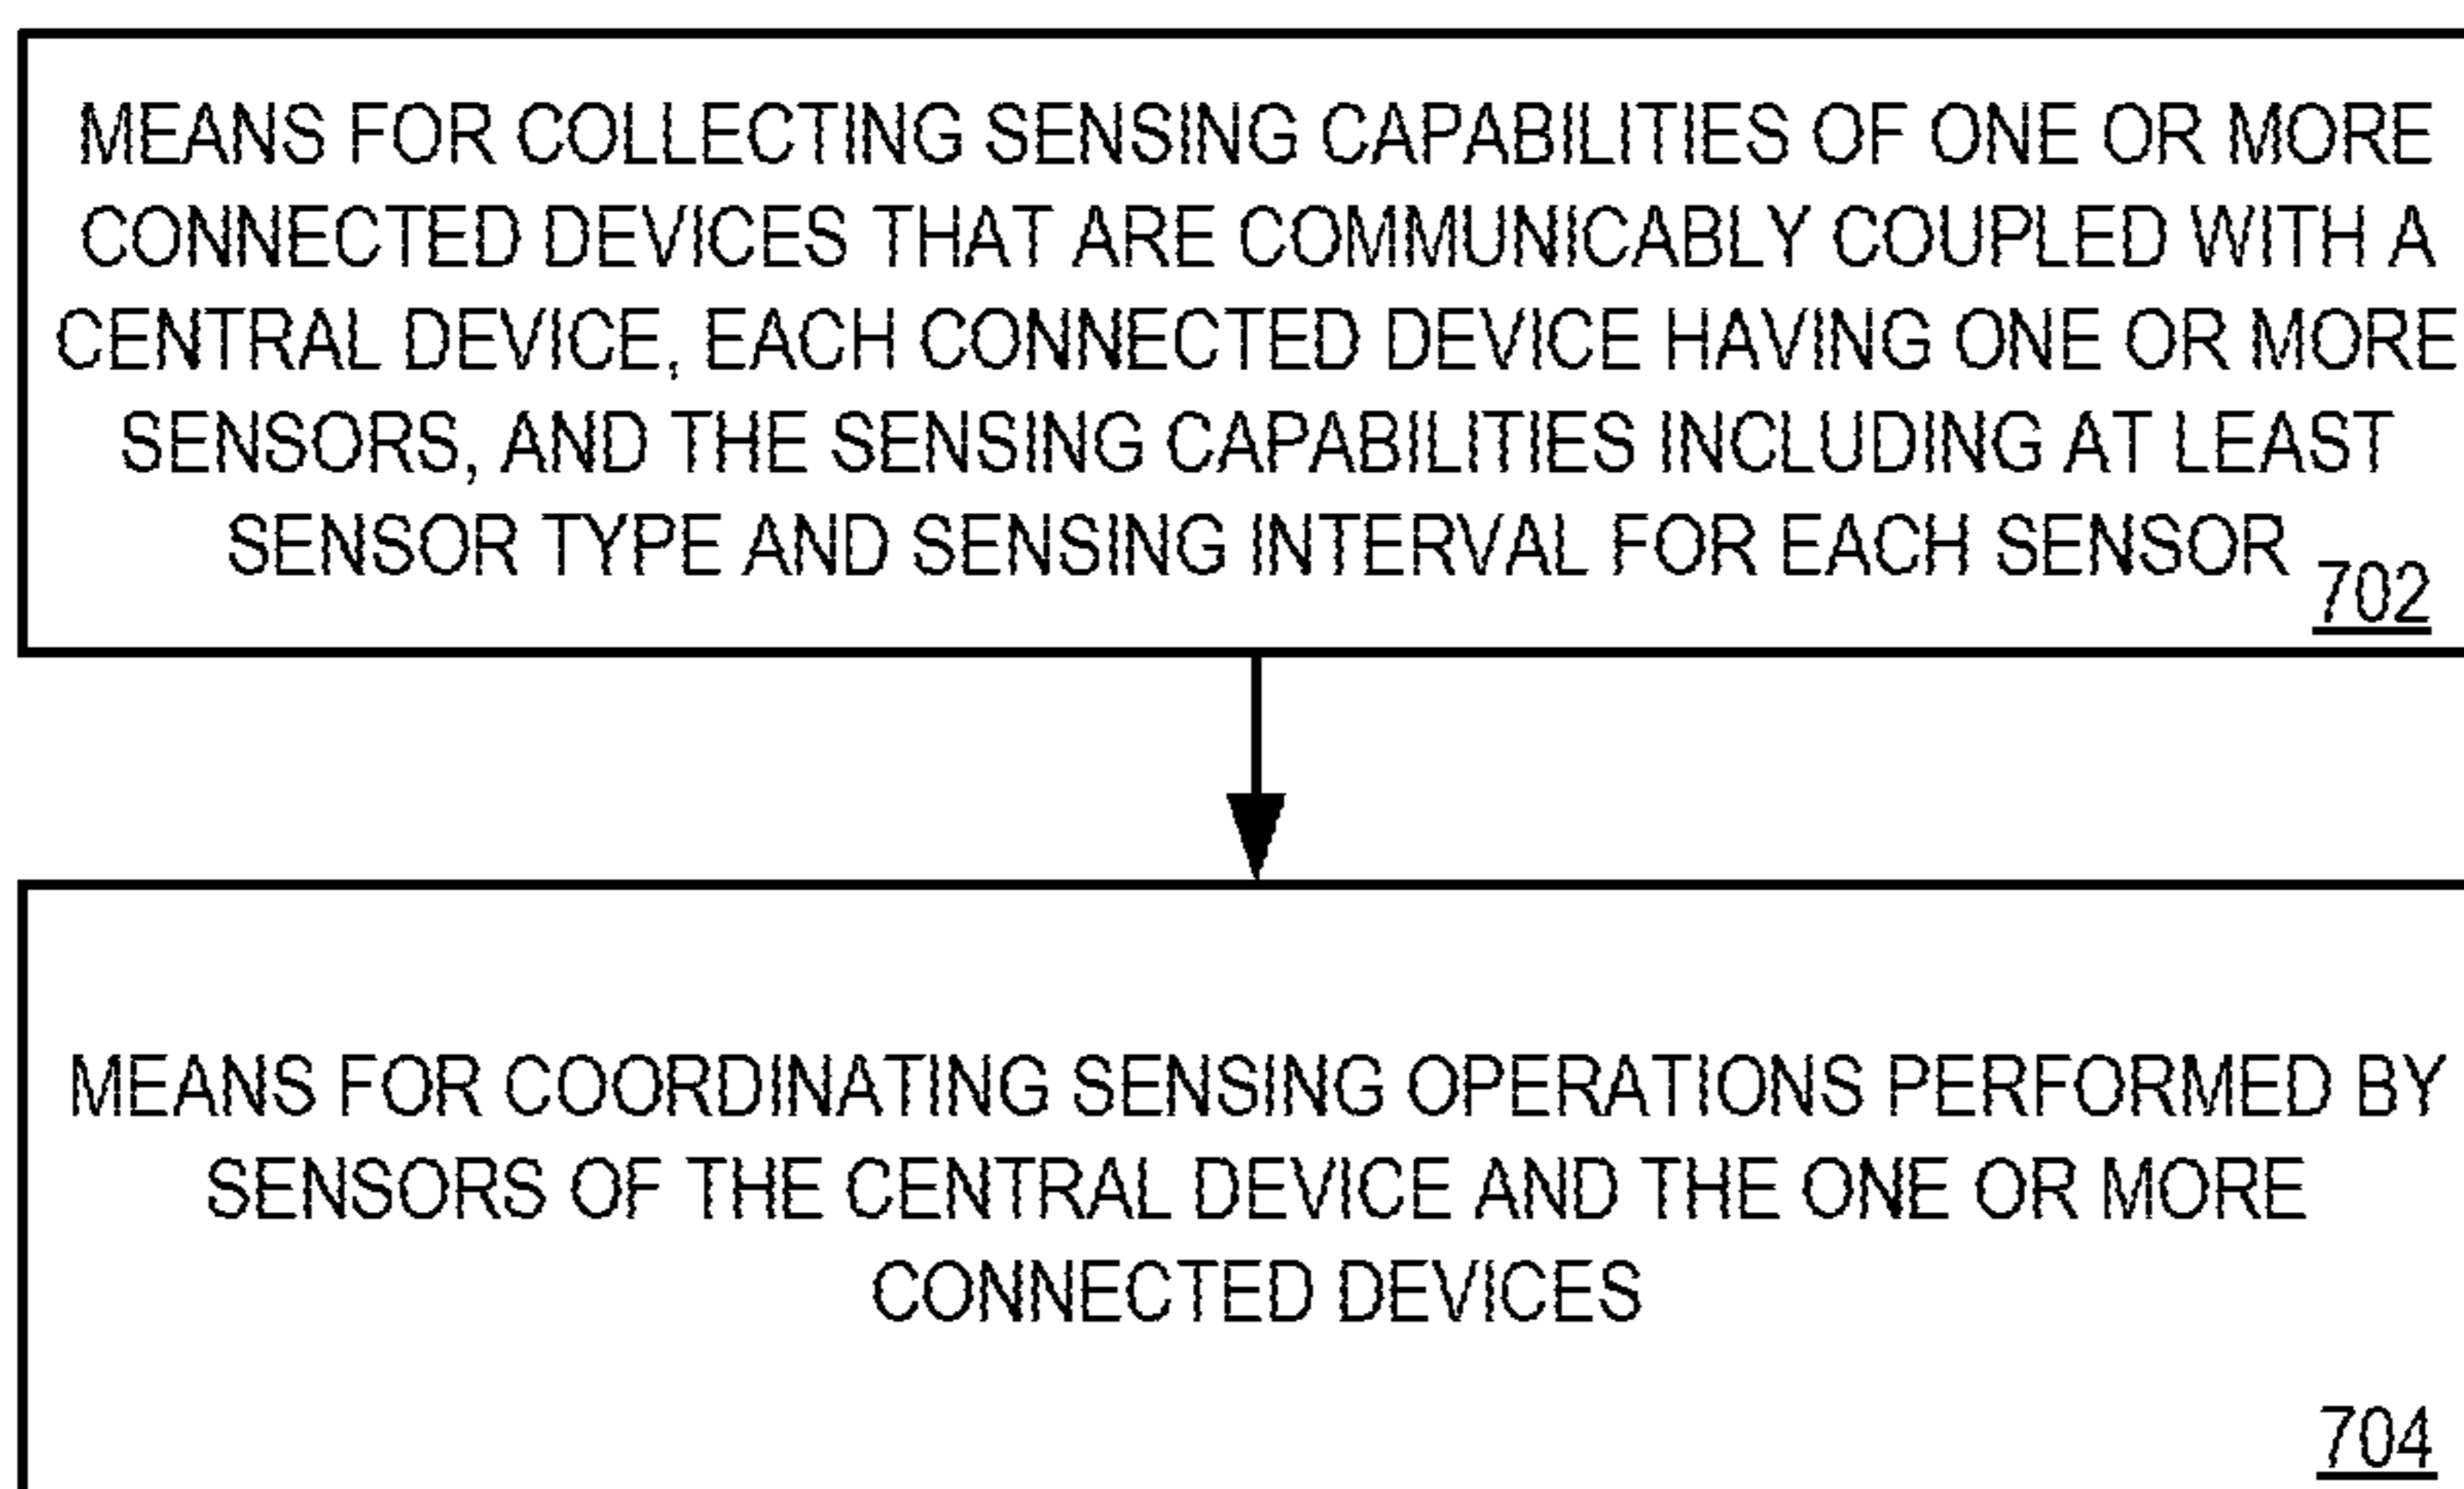 MEANS FOR COLLECTING SENSING CAPABILITIES OF ONE OR MORE
CONNECTED DEVICES THAT ARE COMMUNICABLY COUPLED WITH A
CENTRAL DEVICE, EACH CONNECTED DEVICE HAVING ONE OR MORE
SENSORS, AND THE SENSING CAPABILITIES INCLUDING AT LEAST
SENSOR TYPE AND SENSING INTERVAL FOR EACH SENSOR
702
MEANS FOR COORDINATING SENSING OPERATIONS PERFORMED BY
SENSORS OF THE CENTRAL DEVICE AND THE ONE OR MORE
CONNECTED DEVICES
704